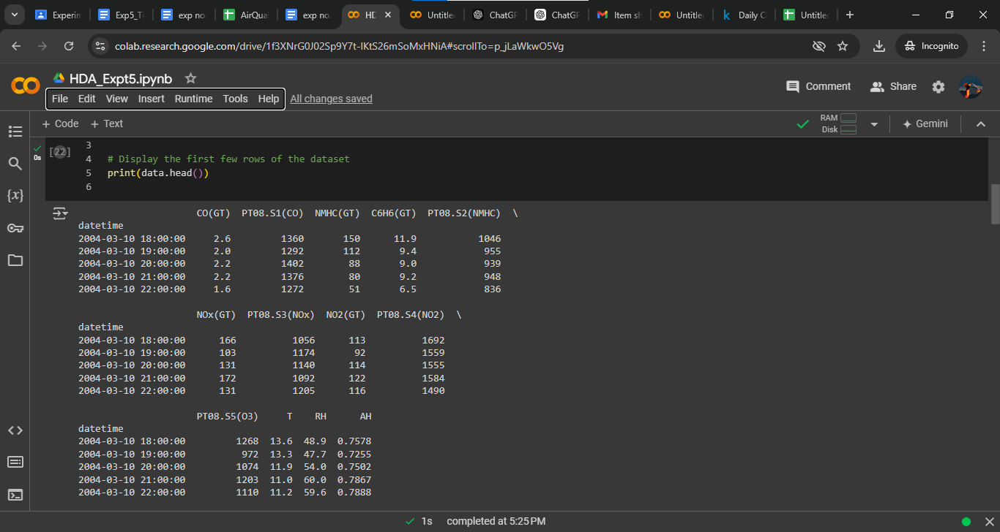 Experim
Exp5_Ti
exp no.
AirQua
exp no.
HD
Untitle
ChatGP
ChatGP
Item sh
Untitle
Daily C
Untitle
colab.research.google.com/drive/1f3XNrG0J02Sp9Y7t-IKtS26mSoMxHNiA#scrollTo=p_jLaWkwO5Vg
Incognito
HDA_Expt5.ipynb
File Edit View Insert Runtime Tools Help All changes saved
Comment Share
+ Code + Text
RAM
Disk
Gemini
0s
[22]
3
4 # Display the first few rows of the dataset
5 print(data.head())
6
CO(GT) PT08.S1(CO) NMHC(GT) C6H6(GT) PT08.S2(NMHC) \
datetime
2004-03-10 18:00:00 2.6 1360 150 11.9 1046
2004-03-10 19:00:00 2.0 1292 112 9.4 955
2004-03-10 20:00:00 2.2 1402 88 9.0 939
2004-03-10 21:00:00 2.2 1376 80 9.2 948
2004-03-10 22:00:00 1.6 1272 51 6.5 836
NOx(GT) PT08.S3(NOx) NO2(GT) PT08.S4(NO2) \
datetime
2004-03-10 18:00:00 166 1056 113 1692
2004-03-10 19:00:00 103 1174 92 1559
2004-03-10 20:00:00 131 1140 114 1555
2004-03-10 21:00:00 172 1092 122 1584
2004-03-10 22:00:00 131 1205 116 1490
PT08.S5(O3) T RH AH
datetime
2004-03-10 18:00:00 1268 13.6 48.9 0.7578
2004-03-10 19:00:00 972 13.3 47.7 0.7255
2004-03-10 20:00:00 1074 11.9 54.0 0.7502
2004-03-10 21:00:00 1203 11.0 60.0 0.7867
2004-03-10 22:00:00 1110 11.2 59.6 0.7888
1s completed at 5:25 PM